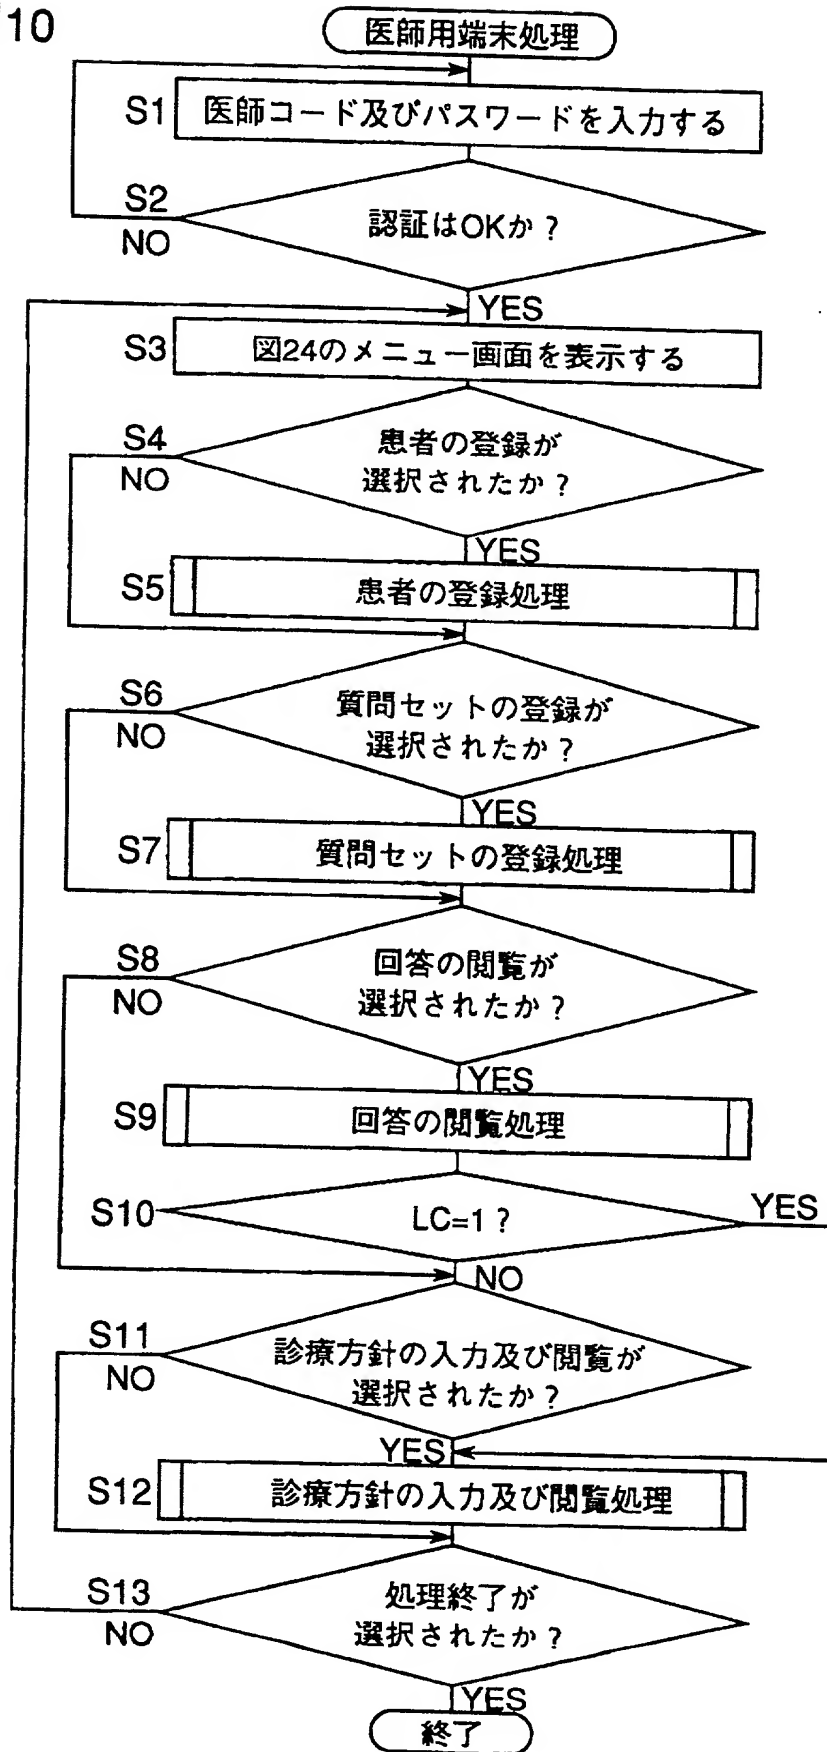 10
医師用端末処理
S1
医師コード及びパスワードを入力する
S2
NO
認証はOKか？
YES
S3
図24のメニュー画面を表示する
S4
NO
患者の登録が
選択されたか？
YES
S5
患者の登録処理
S6
NO
質問セットの登録が
選択されたか？
YES
S7
質問セットの登録処理
S8
NO
回答の閲覧が
選択されたか？
YES
S9
回答の閲覧処理
S10
LC=1？
YES
NO
S11
NO
診療方針の入力及び閲覧が
選択されたか？
YES
S12
診療方針の入力及び閲覧処理
S13
NO
処理終了が
選択されたか？
YES
終了